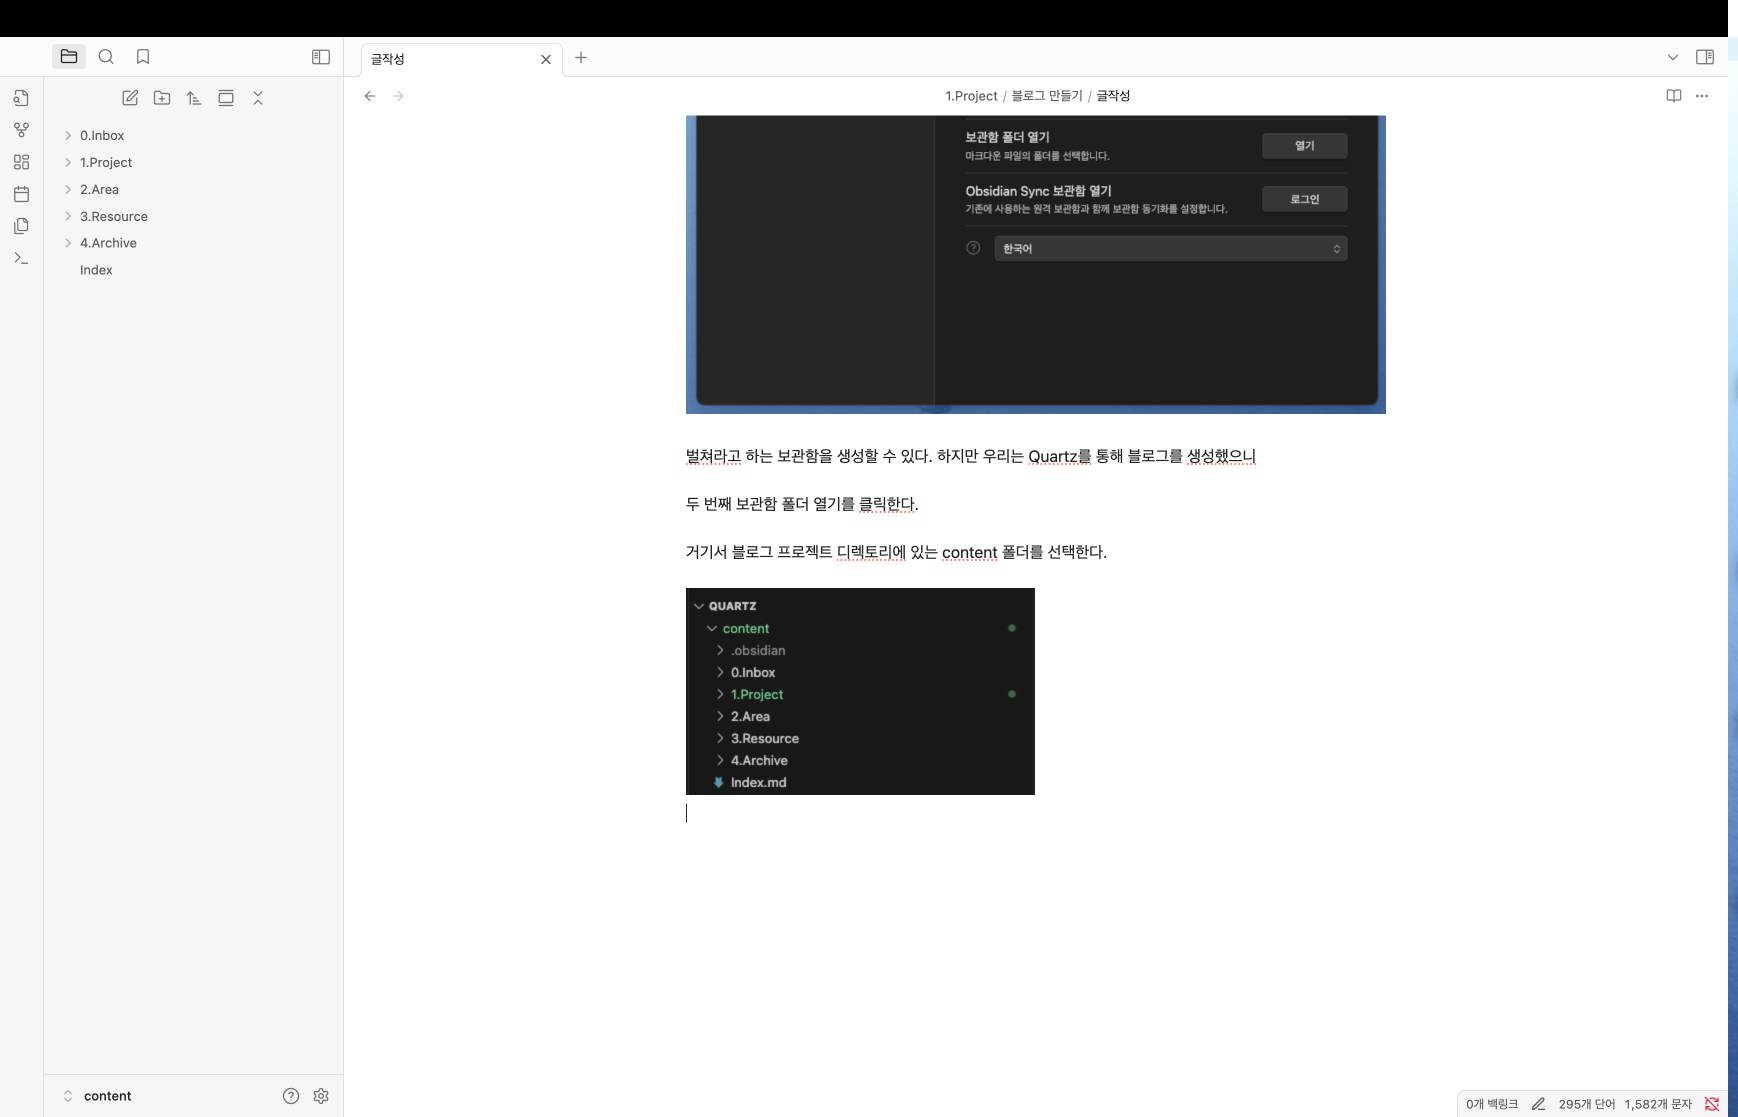 글작성
1.Project / 블로그 만들기 / 글작성
0.Inbox
1.Project
2.Area
3.Resource
4.Archive
Index
보관함 폴더 열기
마크다운 파일의 폴더를 선택합니다.
열기
Obsidian Sync 보관함 열기
기존에 사용하는 원격 보관함과 함께 보관함 동기화를 설정합니다.
로그인
한국어
벌쳐라고 하는 보관함을 생성할 수 있다. 하지만 우리는 Quartz를 통해 블로그를 생성했으니
두 번째 보관함 폴더 열기를 클릭한다.
거기서 블로그 프로젝트 디렉토리에 있는 content 폴더를 선택한다.
QUARTZ
content
.obsidian
0.Inbox
1.Project
2.Area
3.Resource
4.Archive
Index.md
content
0개 백링크 295개 단어 1,582개 문자